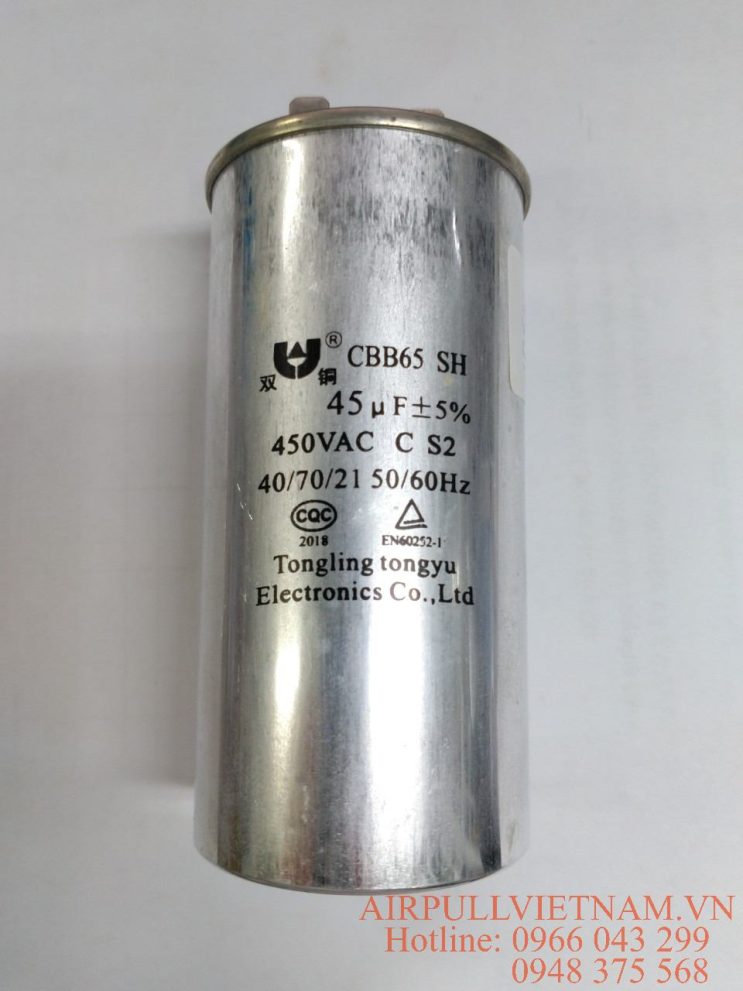 ® CBB65 SH
双 铜
45μF±5%
450VAC C S2
40/70/21 50/60Hz
CQC
2018 EN60252-1
Tongling tongyu
Electronics Co.,Ltd
AIRPULLVIETNAM.VN
Hotline: 0966 043 299
0948 375 568